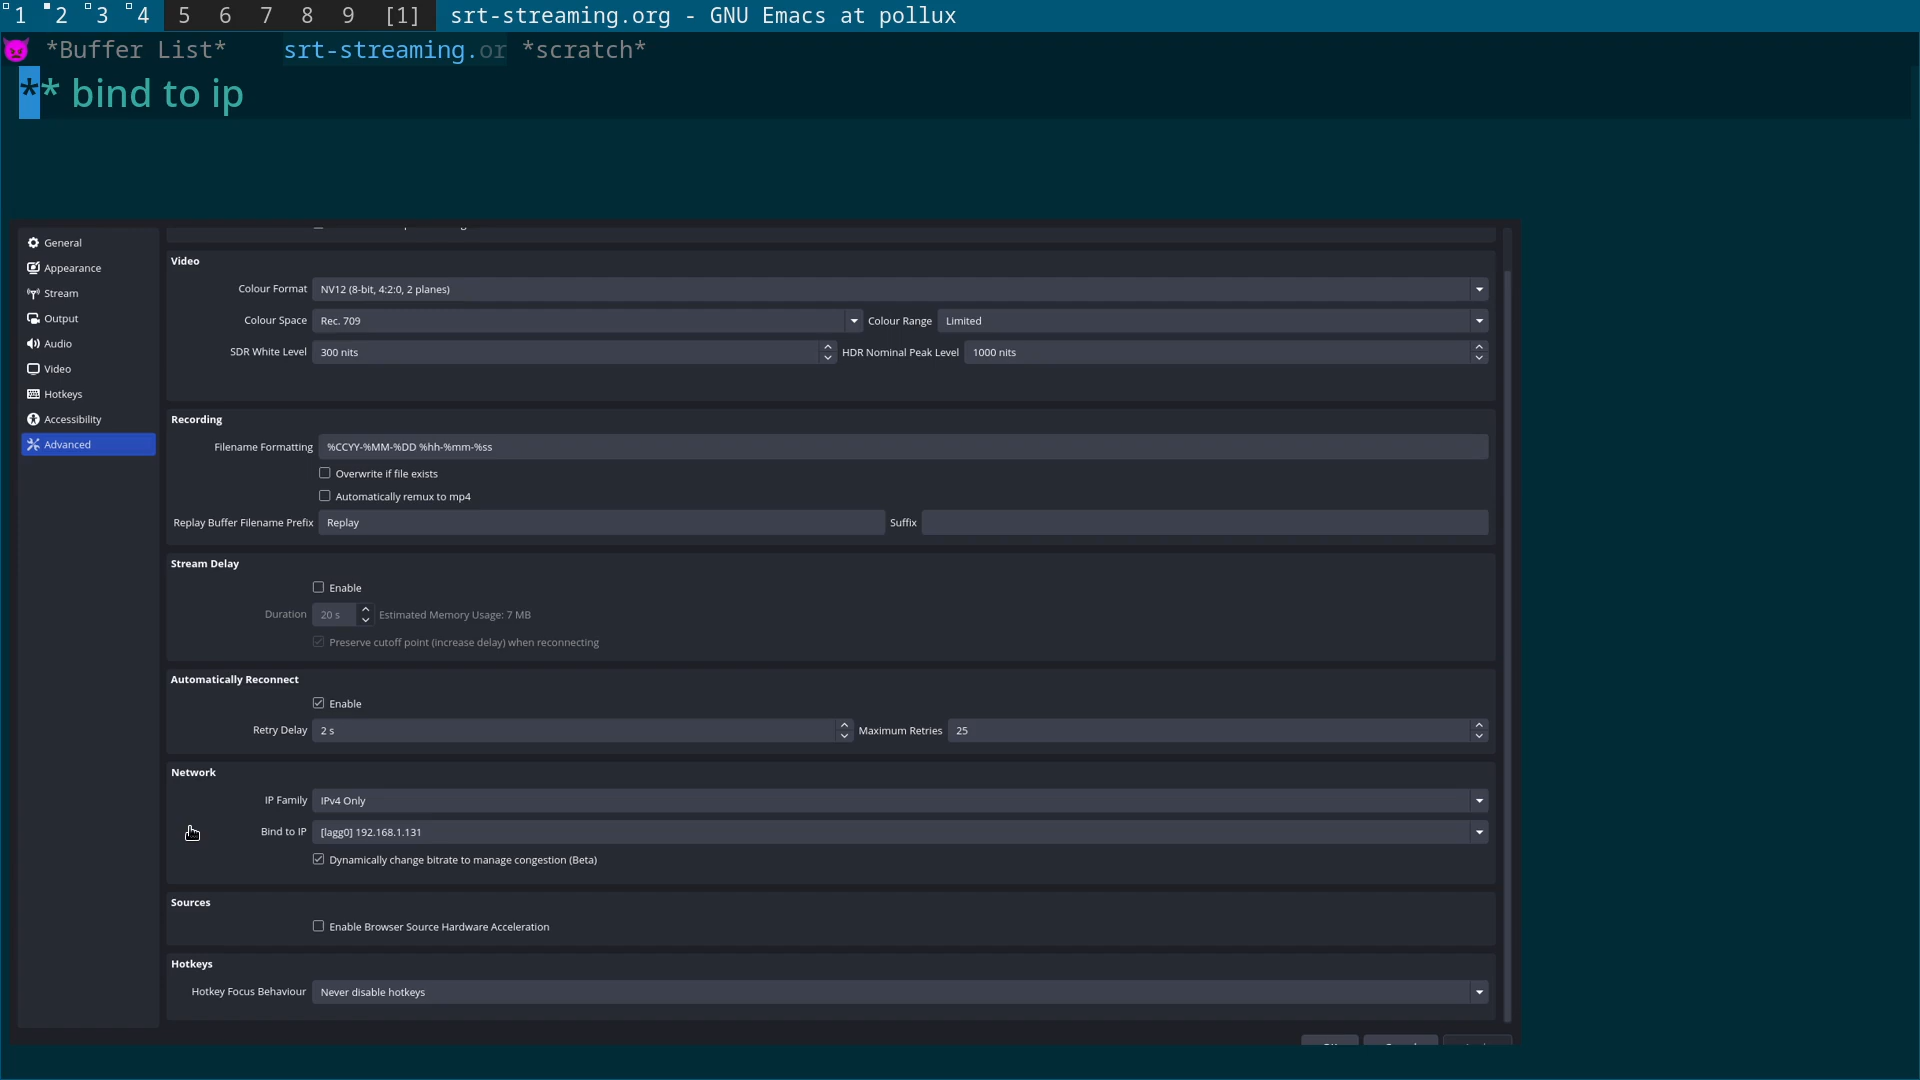 1 2 3 4 5 6 7 8 9 [1] srt-streaming.org - GNU Emacs at pollux
*Buffer List* srt-streaming.or *scratch*
** bind to ip
General
Appearance
Stream
Output
Audio
Video
Hotkeys
Accessibility
Advanced
Video
Colour Format NV12 (8-bit, 4:2:0, 2 planes)
Colour Space Rec. 709 Colour Range Limited
SDR White Level 300 nits HDR Nominal Peak Level 1000 nits
Recording
Filename Formatting %CCYY-%MM-%DD %hh-%mm-%ss
Overwrite if file exists
Automatically remux to mp4
Replay Buffer Filename Prefix Replay Suffix
Stream Delay
Enable
Duration 20 s Estimated Memory Usage: 7 MB
Preserve cutoff point (increase delay) when reconnecting
Automatically Reconnect
Enable
Retry Delay 2 s Maximum Retries 25
Network
IP Family IPv4 Only
Bind to IP [lagg0] 192.168.1.131
Dynamically change bitrate to manage congestion (Beta)
Sources
Enable Browser Source Hardware Acceleration
Hotkeys
Hotkey Focus Behaviour Never disable hotkeys